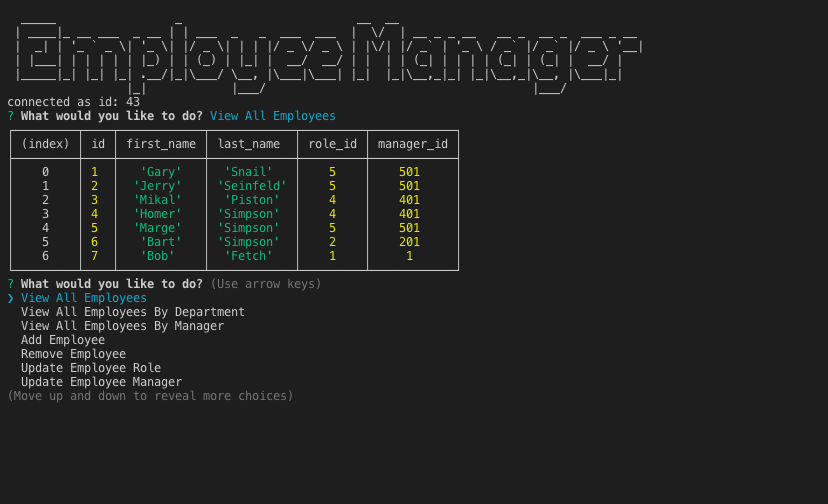 Employee Manager
connected as id: 43
? What would you like to do? View All Employees
(index) id first_name last_name role_id manager_id
0 1 'Gary' 'Snail' 5 501
1 2 'Jerry' 'Seinfeld' 5 501
2 3 'Mikal' 'Piston' 4 401
3 4 'Homer' 'Simpson' 4 401
4 5 'Marge' 'Simpson' 5 501
5 6 'Bart' 'Simpson' 2 201
6 7 'Bob' 'Fetch' 1 1
? What would you like to do? (Use arrow keys)
❯ View All Employees
View All Employees By Department
View All Employees By Manager
Add Employee
Remove Employee
Update Employee Role
Update Employee Manager
(Move up and down to reveal more choices)